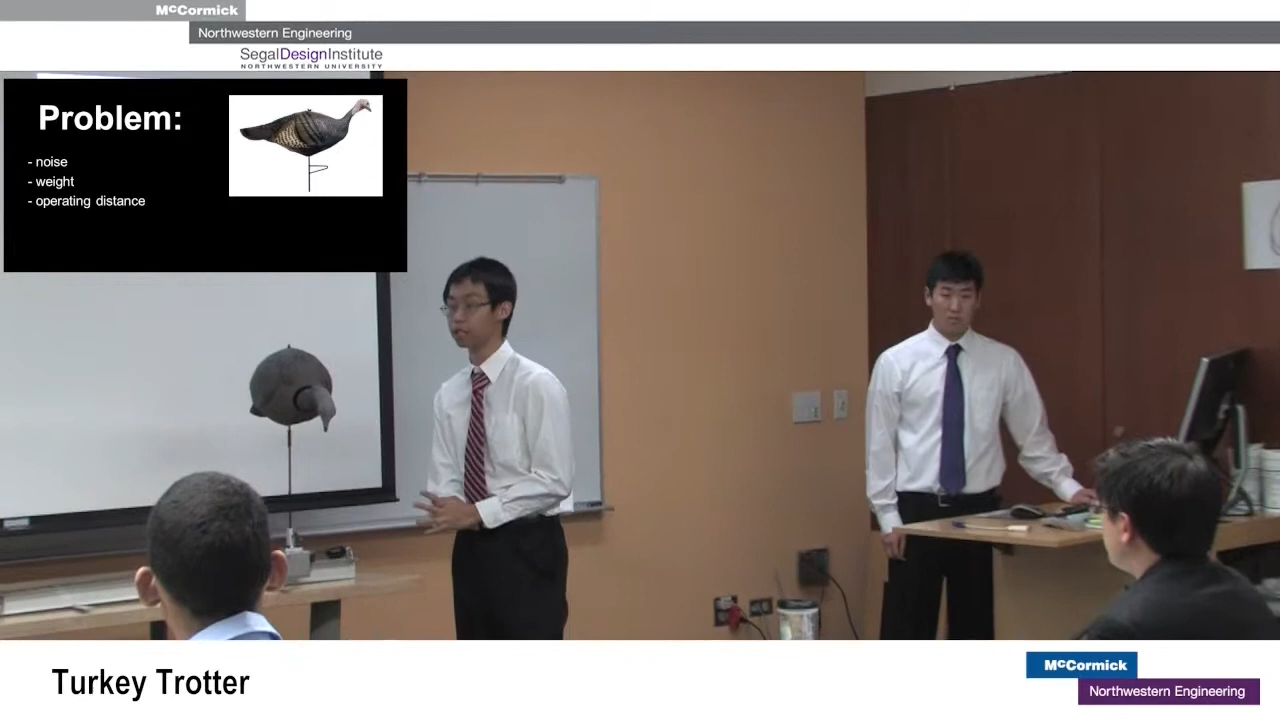 McCormick
Northwestern Engineering
SegalDesignInstitute
NORTHWESTERN UNIVERSITY
Problem:
- noise
- weight
- operating distance
Turkey Trotter
McCormick
Northwestern Engineering